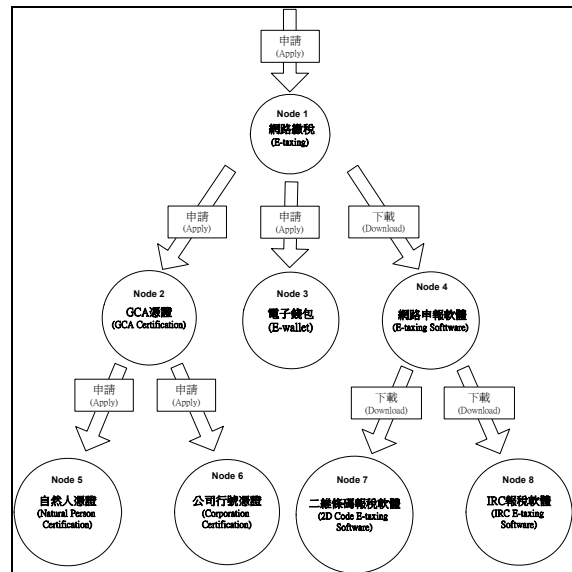 申請
(Apply)
Node 1
網路繳稅
(E-taxing)
申請
(Apply)
申請
(Apply)
下載
(Download)
Node 2
GCA憑證
(GCA Certification)
Node 3
電子錢包
(E-wallet)
Node 4
網路申報軟體
(E-taxing Softtware)
申請
(Apply)
申請
(Apply)
下載
(Download)
下載
(Download)
Node 5
自然人憑證
(Natural Person
Certification)
Node 6
公司行號憑證
(Corporation
Certification)
Node 7
二維條碼報稅軟體
(2D Code E-taxing
Software)
Node 8
IRC報稅軟體
(IRC E-taxing
Software)